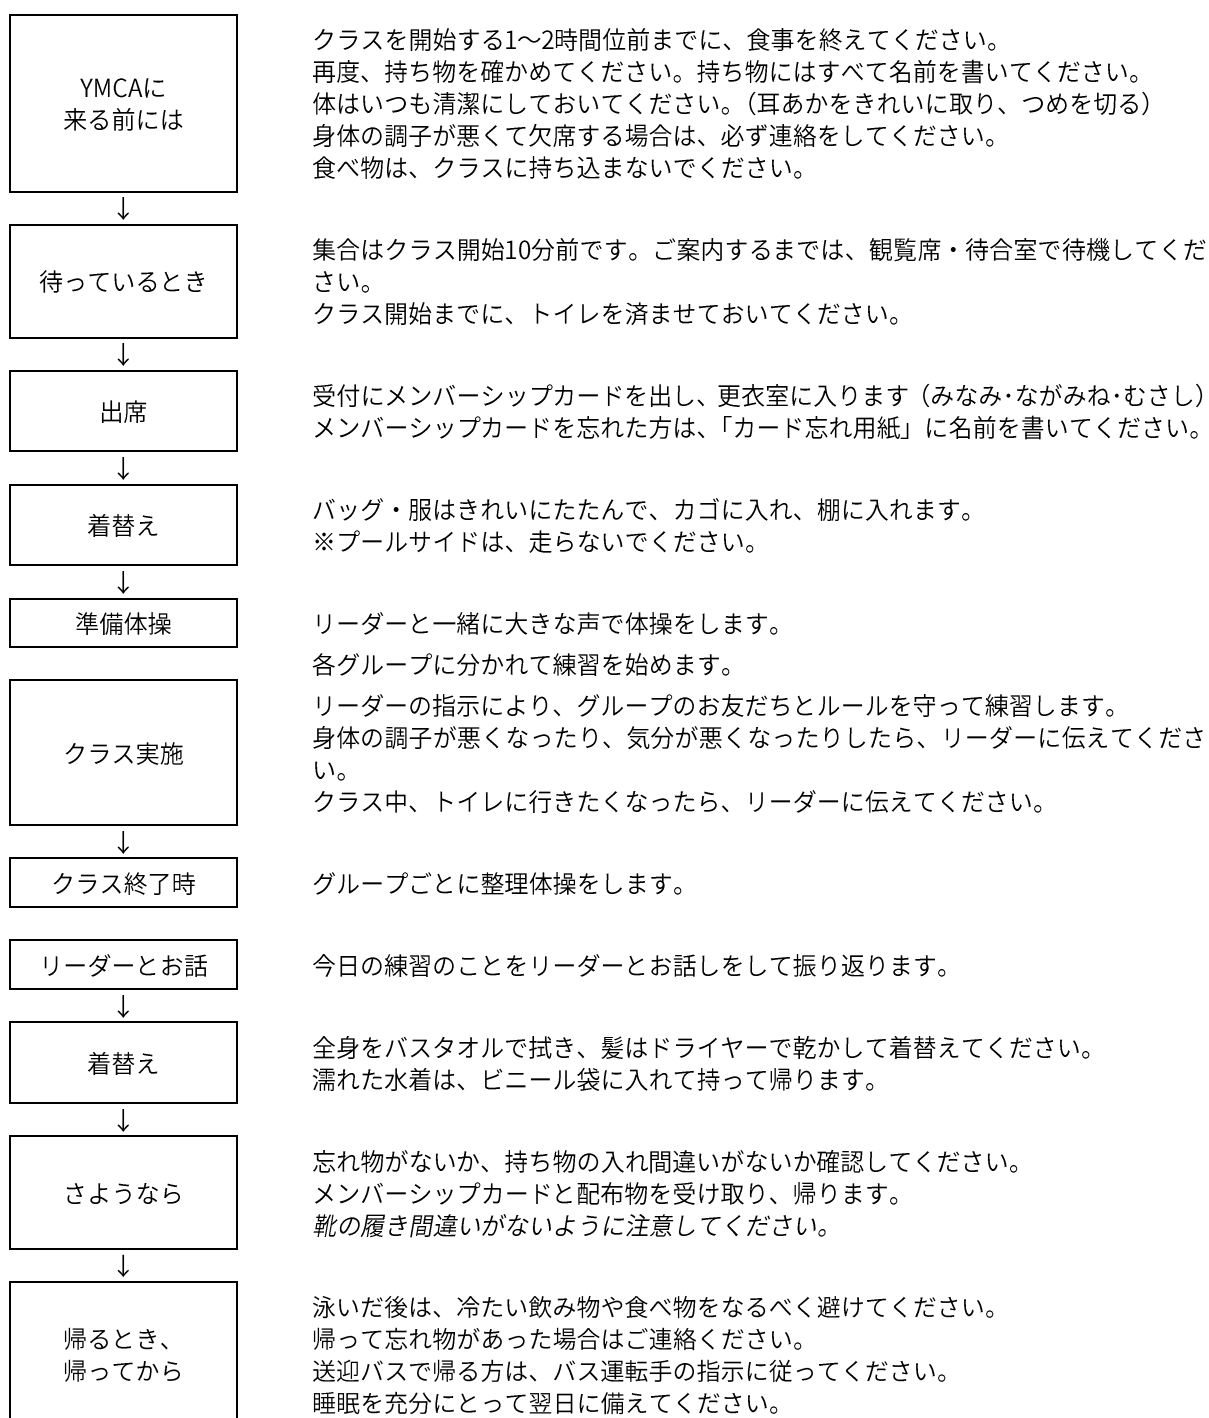 YMCAに
来る前には
クラスを開始する1〜2時間位前までに、食事を終えてください。
再度、持ち物を確かめてください。持ち物にはすべて名前を書いてください。
体はいつも清潔にしておいてください。（耳あかをきれいに取り、つめを切る）
身体の調子が悪くて欠席する場合は、必ず連絡をしてください。
食べ物は、クラスに持ち込まないでください。
↓
待っているとき
集合はクラス開始10分前です。ご案内するまでは、観覧席・待合室で待機してくだ
さい。
クラス開始までに、トイレを済ませておいてください。
↓
出席
受付にメンバーシップカードを出し、更衣室に入ります（みなみ･ながみね･むさし）
メンバーシップカードを忘れた方は、「カード忘れ用紙」に名前を書いてください。
↓
着替え
バッグ・服はきれいにたたんで、カゴに入れ、棚に入れます。
※プールサイドは、走らないでください。
↓
準備体操
リーダーと一緒に大きな声で体操をします。
各グループに分かれて練習を始めます。
クラス実施
リーダーの指示により、グループのお友だちとルールを守って練習します。
身体の調子が悪くなったり、気分が悪くなったりしたら、リーダーに伝えてくださ
い。
クラス中、トイレに行きたくなったら、リーダーに伝えてください。
↓
クラス終了時
グループごとに整理体操をします。
リーダーとお話
今日の練習のことをリーダーとお話しをして振り返ります。
↓
着替え
全身をバスタオルで拭き、髪はドライヤーで乾かして着替えてください。
濡れた水着は、ビニール袋に入れて持って帰ります。
↓
さようなら
忘れ物がないか、持ち物の入れ間違いがないか確認してください。
メンバーシップカードと配布物を受け取り、帰ります。
靴の履き間違いがないように注意してください。
↓
帰るとき、
帰ってから
泳いだ後は、冷たい飲み物や食べ物をなるべく避けてください。
帰って忘れ物があった場合はご連絡ください。
送迎バスで帰る方は、バス運転手の指示に従ってください。
睡眠を充分にとって翌日に備えてください。